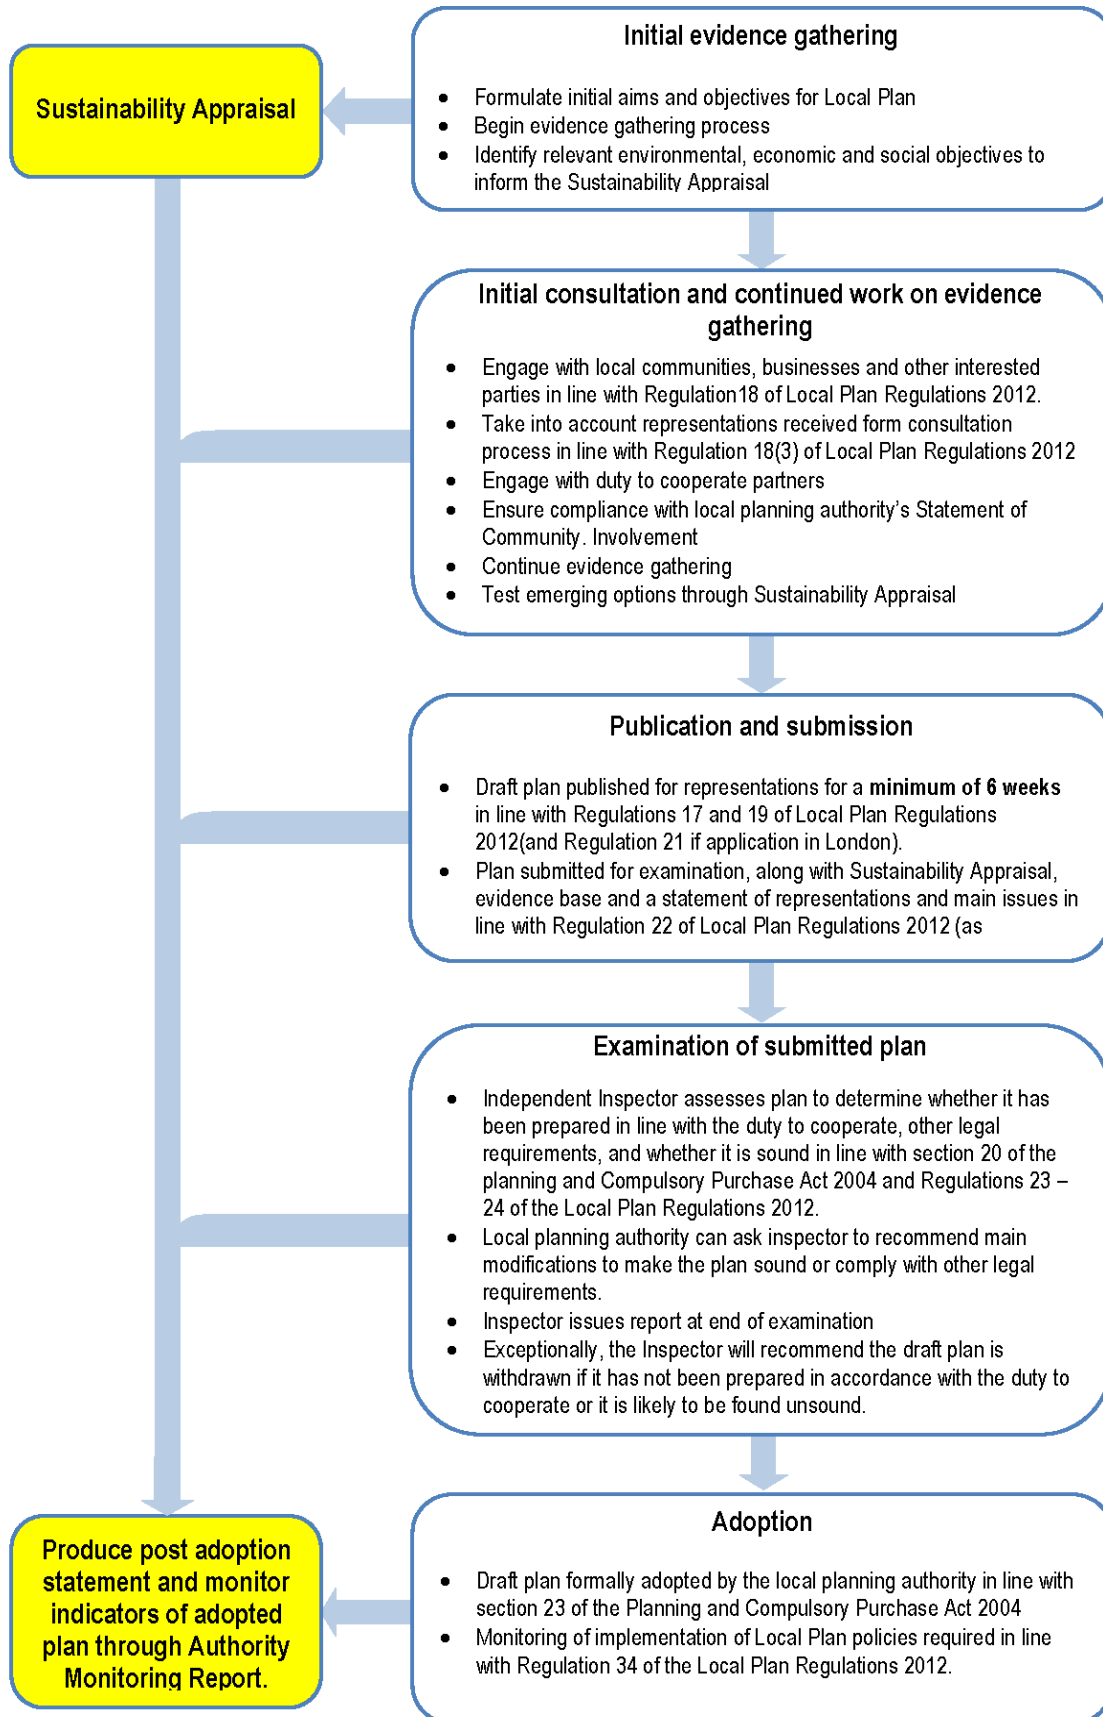 Initial evidence gathering
• Formulate initial aims and objectives for Local Plan
• Begin evidence gathering process
• Identify relevant environmental, economic and social objectives to
inform the Sustainability Appraisal
Sustainability Appraisal
Initial consultation and continued work on evidence
gathering
• Engage with local communities, businesses and other interested
parties in line with Regulation18 of Local Plan Regulations 2012.
• Take into account representations received form consultation
process in line with Regulation 18(3) of Local Plan Regulations 2012
• Engage with duty to cooperate partners
• Ensure compliance with local planning authority’s Statement of
Community. Involvement
• Continue evidence gathering
• Test emerging options through Sustainability Appraisal
Publication and submission
• Draft plan published for representations for a minimum of 6 weeks
in line with Regulations 17 and 19 of Local Plan Regulations
2012(and Regulation 21 if application in London).
• Plan submitted for examination, along with Sustainability Appraisal,
evidence base and a statement of representations and main issues in
line with Regulation 22 of Local Plan Regulations 2012 (as
Examination of submitted plan
• Independent Inspector assesses plan to determine whether it has
been prepared in line with the duty to cooperate, other legal
requirements, and whether it is sound in line with section 20 of the
planning and Compulsory Purchase Act 2004 and Regulations 23 –
24 of the Local Plan Regulations 2012.
• Local planning authority can ask inspector to recommend main
modifications to make the plan sound or comply with other legal
requirements.
• Inspector issues report at end of examination
• Exceptionally, the Inspector will recommend the draft plan is
withdrawn if it has not been prepared in accordance with the duty to
cooperate or it is likely to be found unsound.
Adoption
• Draft plan formally adopted by the local planning authority in line with
section 23 of the Planning and Compulsory Purchase Act 2004
• Monitoring of implementation of Local Plan policies required in line
with Regulation 34 of the Local Plan Regulations 2012.
Produce post adoption
statement and monitor
indicators of adopted
plan through Authority
Monitoring Report.